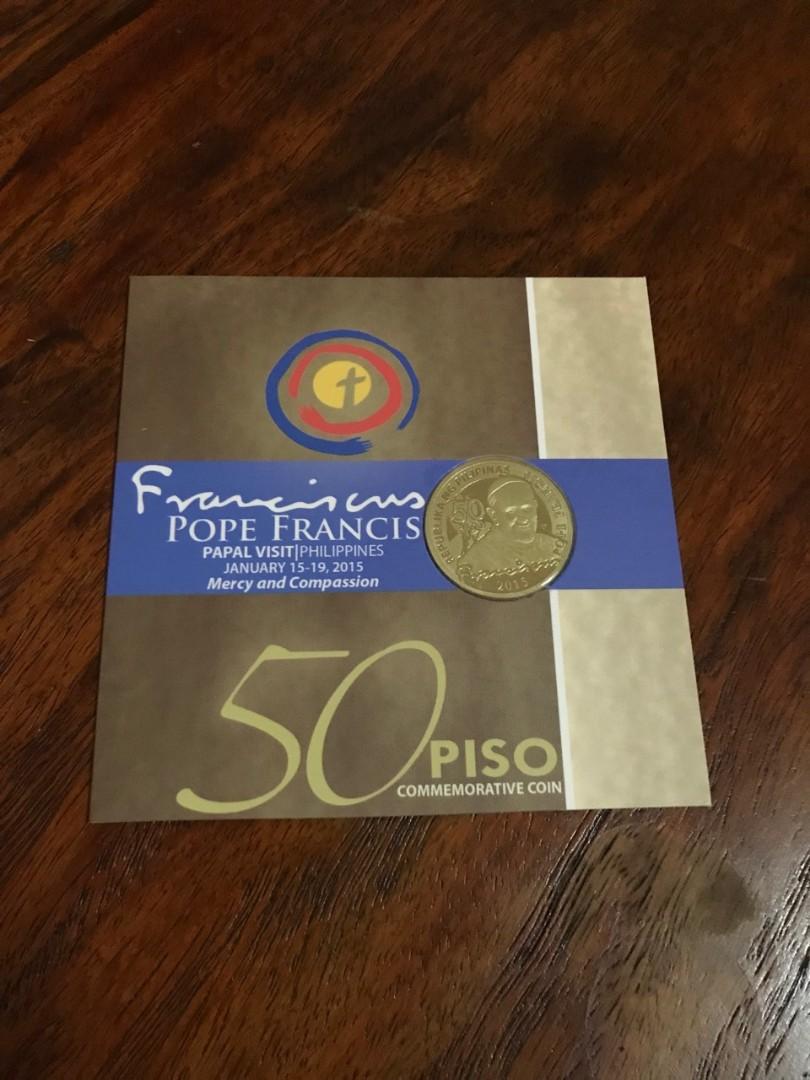 Franciscus
POPE FRANCIS
PAPAL VISIT|PHILIPPINES
JANUARY 15-19, 2015
Mercy and Compassion
REPUBLIKA NG PILIPINAS
50
PISO
2015
50 PISO
COMMEMORATIVE COIN